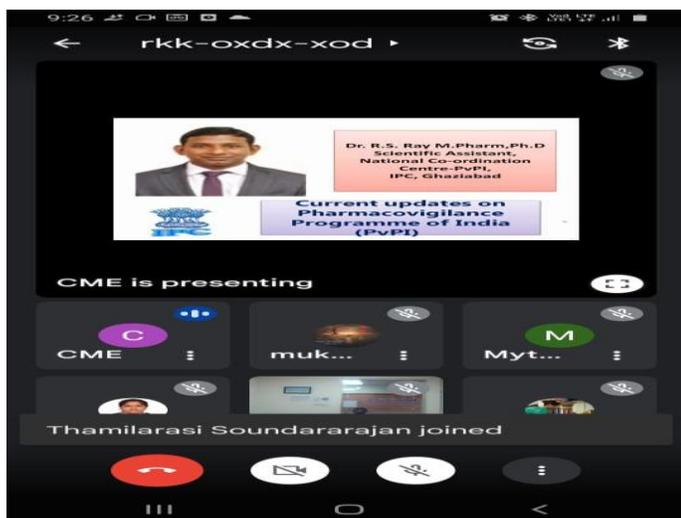 9:26
rkk-oxdx-xod
Dr. R.S. Ray M.Pharm,Ph.D
Scientific Assistant,
National Co-ordination
Centre-PvPI,
IPC, Ghaziabad
IPC
Current updates on
Pharmacovigilance
Programme of India
(PvPI)
CME is presenting
C
M
CME
muk...
Myt...
Thamilarasi Soundararajan joined